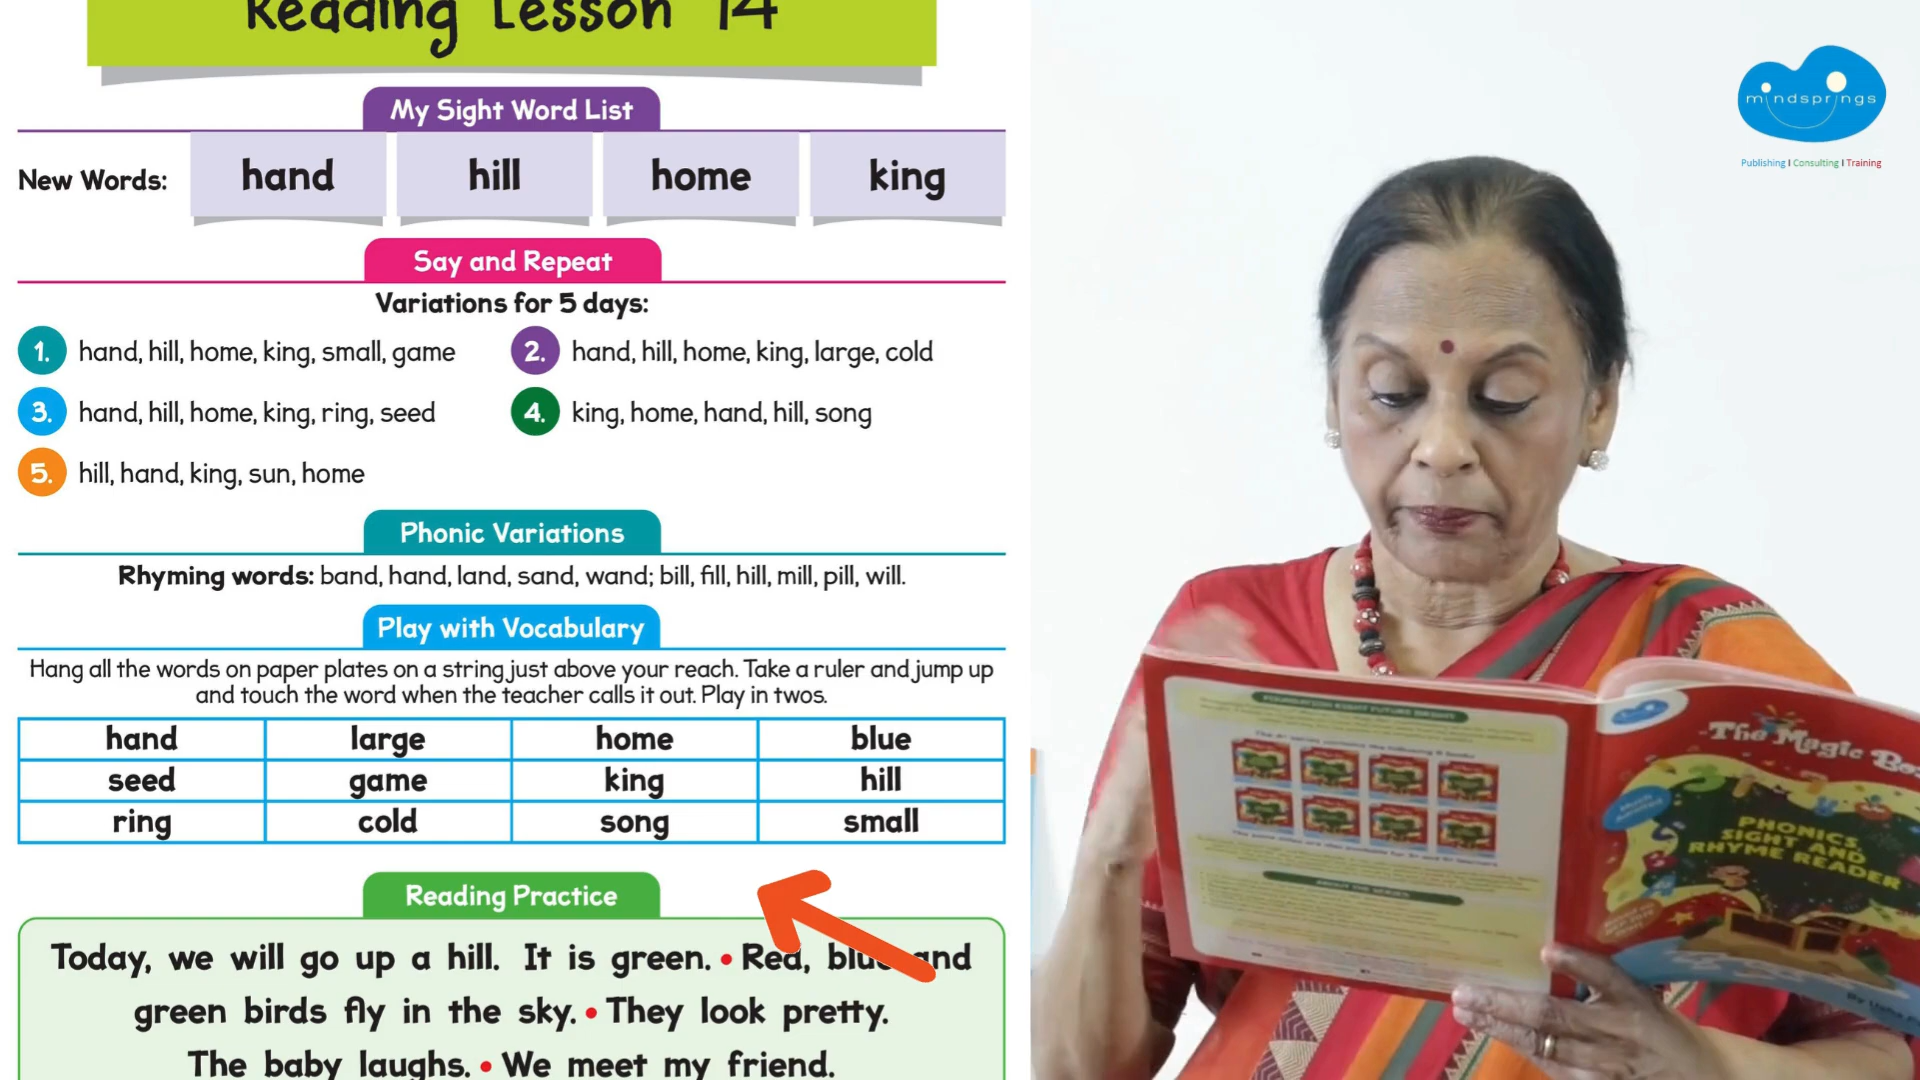 Reading Lesson 14
My Sight Word List
New Words: hand hill home king
Say and Repeat
Variations for 5 days:
1. hand, hill, home, king, small, game
2. hand, hill, home, king, large, cold
3. hand, hill, home, king, ring, seed
4. king, home, hand, hill, song
5. hill, hand, king, sun, home
Phonic Variations
Rhyming words: band, hand, land, sand, wand; bill, fill, hill, mill, pill, will.
Play with Vocabulary
Hang all the words on paper plates on a string just above your reach. Take a ruler and jump up
and touch the word when the teacher calls it out. Play in twos.
hand large home blue
seed game king hill
ring cold song small
Reading Practice
Today, we will go up a hill. It is green. • Red, blue and
green birds fly in the sky. • They look pretty.
The baby laughs. • We meet my friend.
mindsprings
Publishing I Consulting I Training
The Magic Bo
PHONICS,
SIGHT AND
RHYME READER
ABOUT THE SERIES